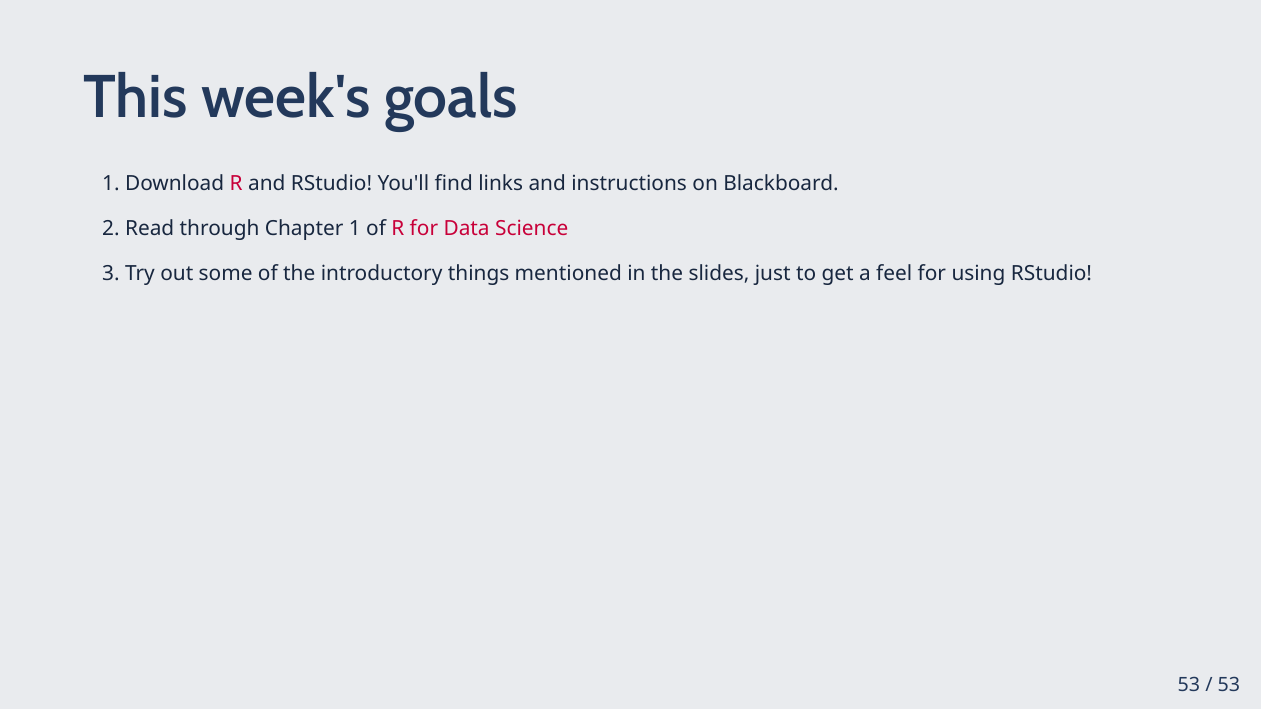 This week's goals
1. Download R and RStudio! You'll find links and instructions on Blackboard.
2. Read through Chapter 1 of R for Data Science
3. Try out some of the introductory things mentioned in the slides, just to get a feel for using RStudio!
53 / 53